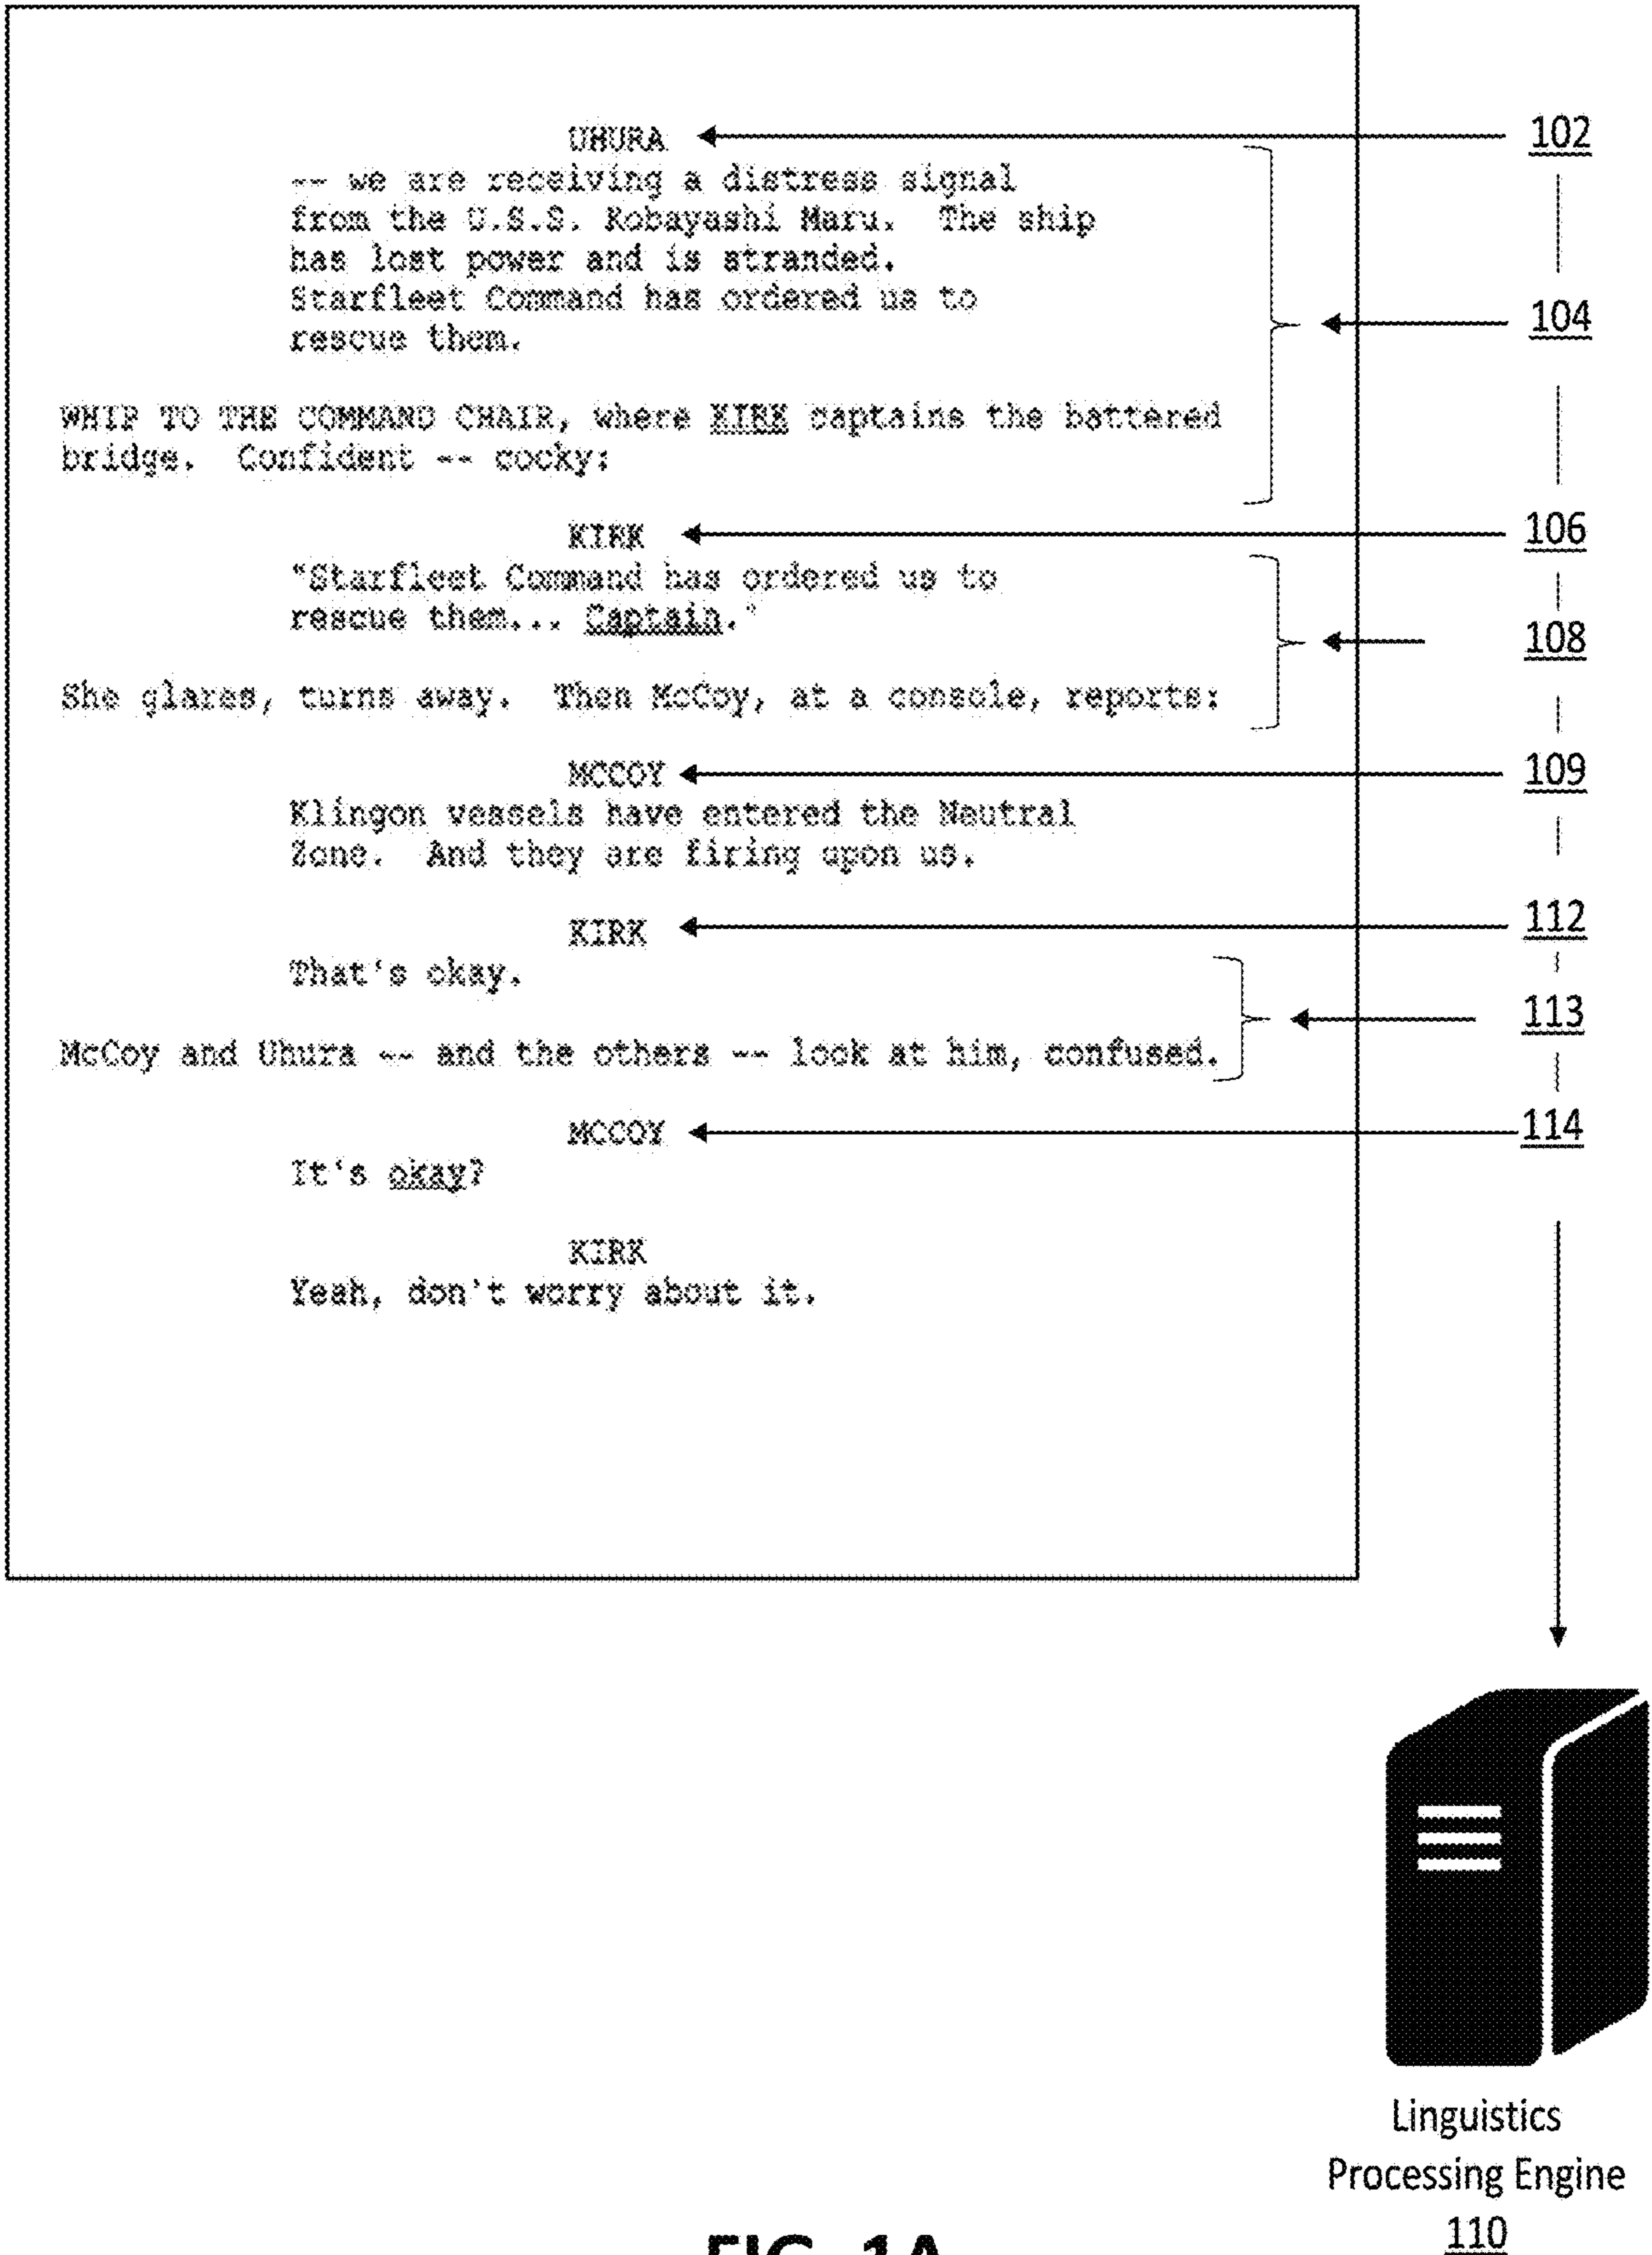 UHURA
102
-- we are receiving a distress signal
from the U.S.S. Kobayashi Maru. The ship
has lost power and is stranded.
Starfleet Command has ordered us to
104
rescue them.
WHIP TO THE COMMAND CHAIR, where KIRK captains the battered
bridge. Confident -- cocky:
KIRK
106
"Starfleet Command has ordered us to
rescue them... Captain."
108
She glares, turns away. Then McCoy, at a console, reports:
MCCOY
109
Klingon vessels have entered the Neutral
Zone. And they are firing upon us.
KIRK
112
That's okay.
113
McCoy and Uhura -- and the others -- look at him, confused.
MCCOY
114
It's okay?
KIRK
Yeah, don't worry about it.
Linguistics
Processing Engine
110
FIG. 1A